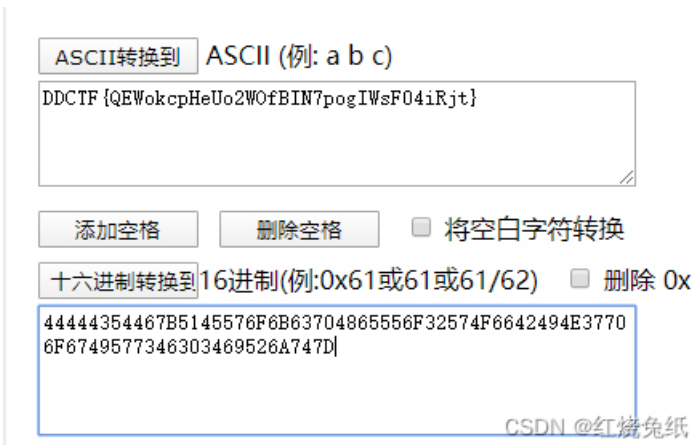 ASCII转换到 ASCII (例: a b c)
DDCTF{QEWokcpHeUo2WOfBIN7pogIWsF04iRjt}
添加空格 删除空格 将空白字符转换
十六进制转换到 16进制(例:0x61或61或61/62) 删除 0x
44444354467B5145576F6B63704865556F32574F6642494E3770
6F674957734630346952​6A747D
CSDN @红烧兔纸